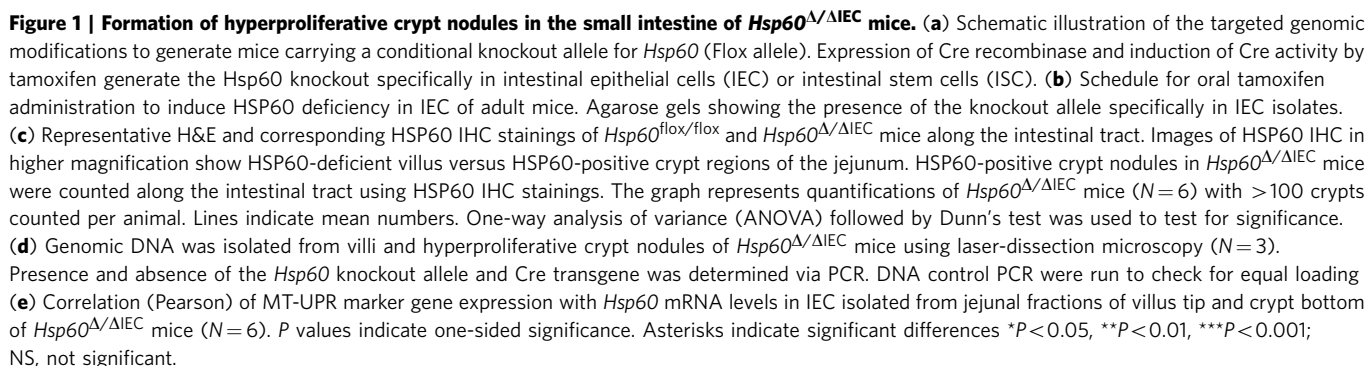 Figure 1 | Formation of hyperproliferative crypt nodules in the small intestine of Hsp60Δ/ΔIEC mice. (a) Schematic illustration of the targeted genomic
modifications to generate mice carrying a conditional knockout allele for Hsp60 (Flox allele). Expression of Cre recombinase and induction of Cre activity by
tamoxifen generate the Hsp60 knockout specifically in intestinal epithelial cells (IEC) or intestinal stem cells (ISC). (b) Schedule for oral tamoxifen
administration to induce HSP60 deficiency in IEC of adult mice. Agarose gels showing the presence of the knockout allele specifically in IEC isolates.
(c) Representative H&E and corresponding HSP60 IHC stainings of Hsp60flox/flox and Hsp60Δ/ΔIEC mice along the intestinal tract. Images of HSP60 IHC in
higher magnification show HSP60-deficient villus versus HSP60-positive crypt regions of the jejunum. HSP60-positive crypt nodules in Hsp60Δ/ΔIEC mice
were counted along the intestinal tract using HSP60 IHC stainings. The graph represents quantifications of Hsp60Δ/ΔIEC mice (N=6) with >100 crypts
counted per animal. Lines indicate mean numbers. One-way analysis of variance (ANOVA) followed by Dunn's test was used to test for significance.
(d) Genomic DNA was isolated from villi and hyperproliferative crypt nodules of Hsp60Δ/ΔIEC mice using laser-dissection microscopy (N=3).
Presence and absence of the Hsp60 knockout allele and Cre transgene was determined via PCR. DNA control PCR were run to check for equal loading
(e) Correlation (Pearson) of MT-UPR marker gene expression with Hsp60 mRNA levels in IEC isolated from jejunal fractions of villus tip and crypt bottom
of Hsp60Δ/ΔIEC mice (N=6). P values indicate one-sided significance. Asterisks indicate significant differences *P<0.05, **P<0.01, ***P<0.001;
NS, not significant.